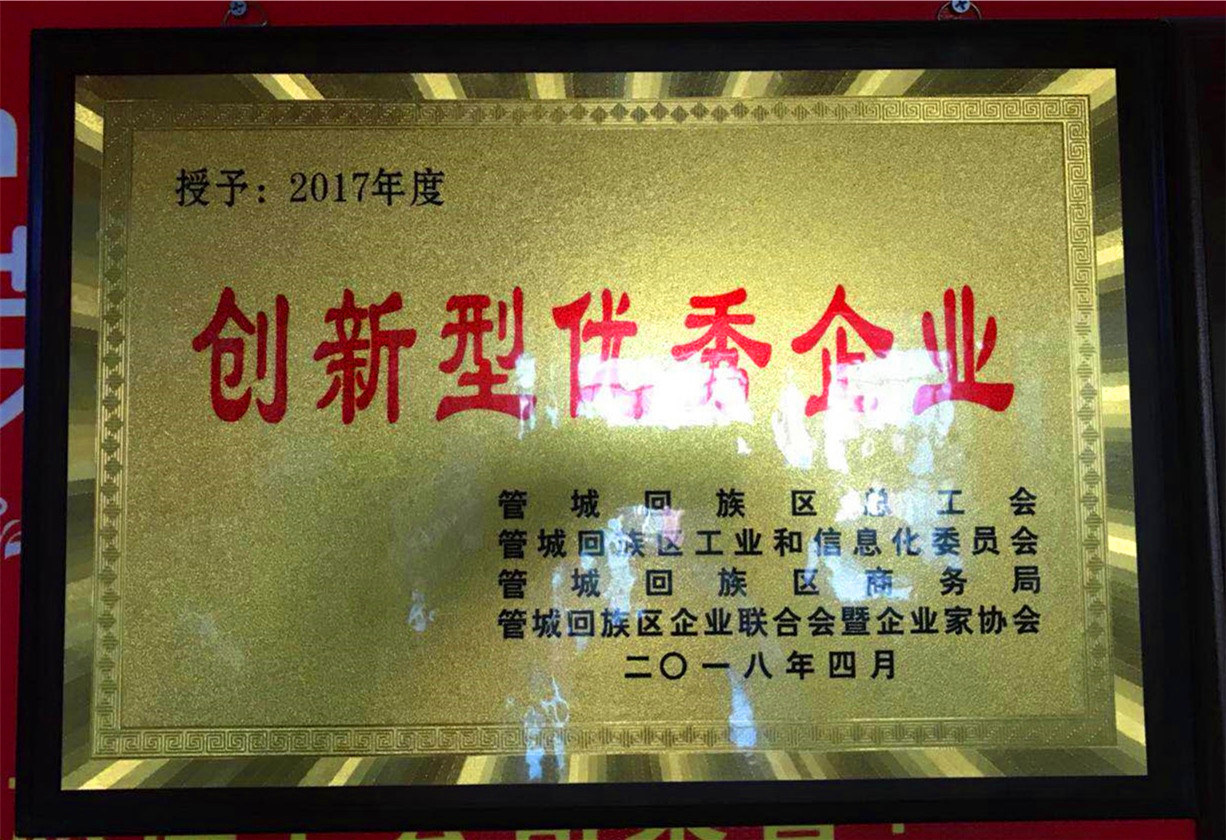 授予：2017年度
创新型优秀企业
管城回族区总工会
管城回族区工业和信息化委员会
管城回族区商务局
管城回族区企业联合会暨企业家协会
二〇一八年四月